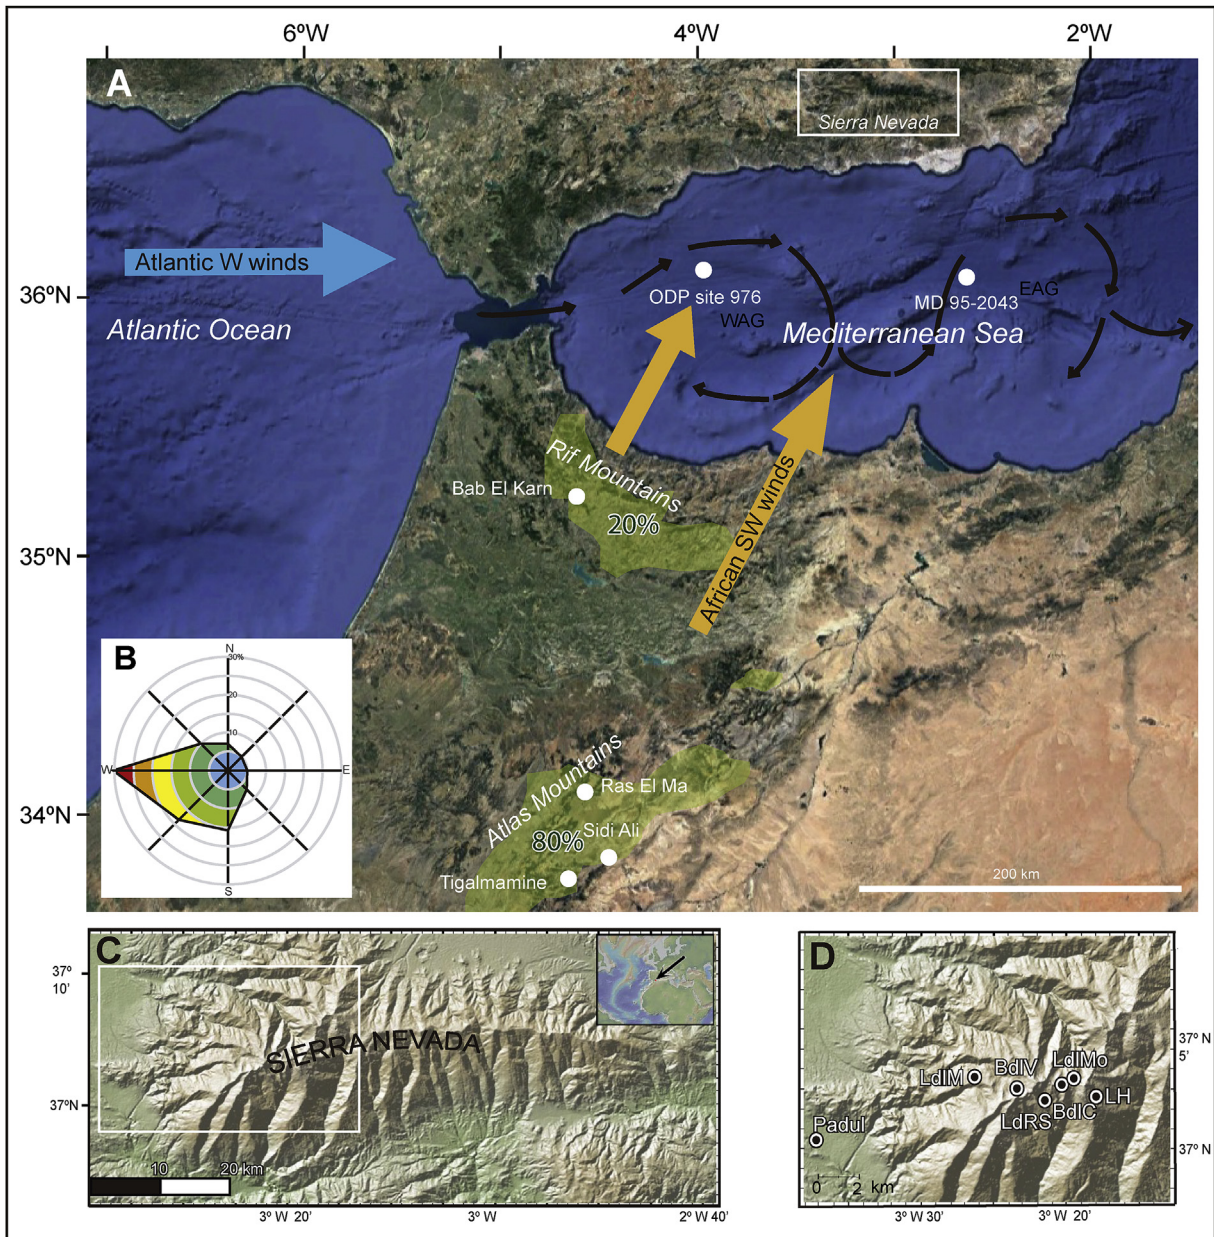 6ºW
4ºW
2ºW
A
Sierra Nevada
Atlantic W winds
36ºN
ODP site 976
MD 95-2043
EAG
WAG
Atlantic Ocean
Mediterranean Sea
Rif Mountains
Bab El Karn
20%
African SW winds
35ºN
B
N
30%
20
10
W
E
S
Atlas Mountains
Ras El Ma
34ºN
80%
Sidi Ali
Tigalmamine
200 km
C
37º
10'
SIERRA NEVADA
37ºN
10
20 km
3º W 20'
3º W
2º W 40'
D
37º N
5'
LdlMo
BdlV
LdlM
LH
BdlC
LdRS
Padul
37º N
0 2 km
3º W 30'
3º W 20'